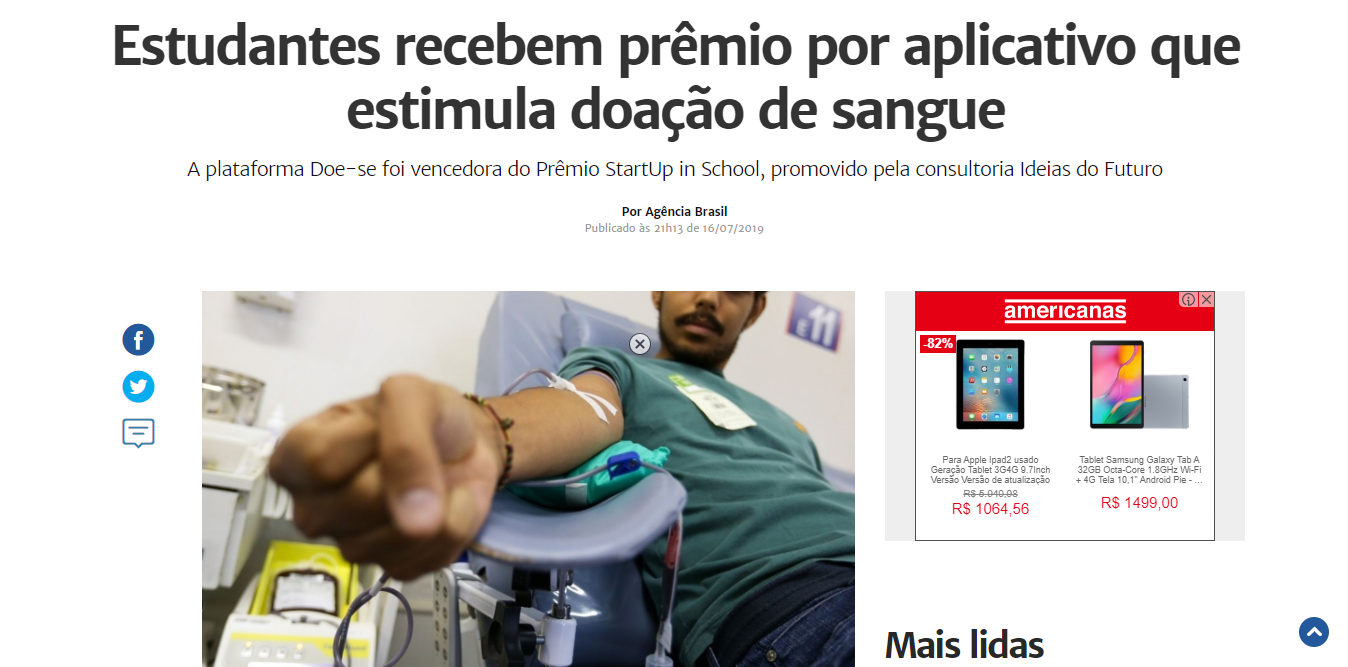 Estudantes recebem prêmio por aplicativo que
estimula doação de sangue
A plataforma Doe-se foi vencedora do Prêmio StartUp in School, promovido pela consultoria Ideias do Futuro
Por Agência Brasil
Publicado às 21h13 de 16/07/2019
E 11
americanas
-82%
Para Apple Ipad2 usado
Geração Tablet 3G4G 9.7Inch
Versão Versão de atualização
R$ 5.040,08
R$ 1064,56
Tablet Samsung Galaxy Tab A
32GB Octa-Core 1.8GHz Wi-Fi
+ 4G Tela 10,1" Android Pie - ...
R$ 1499,00
Mais lidas